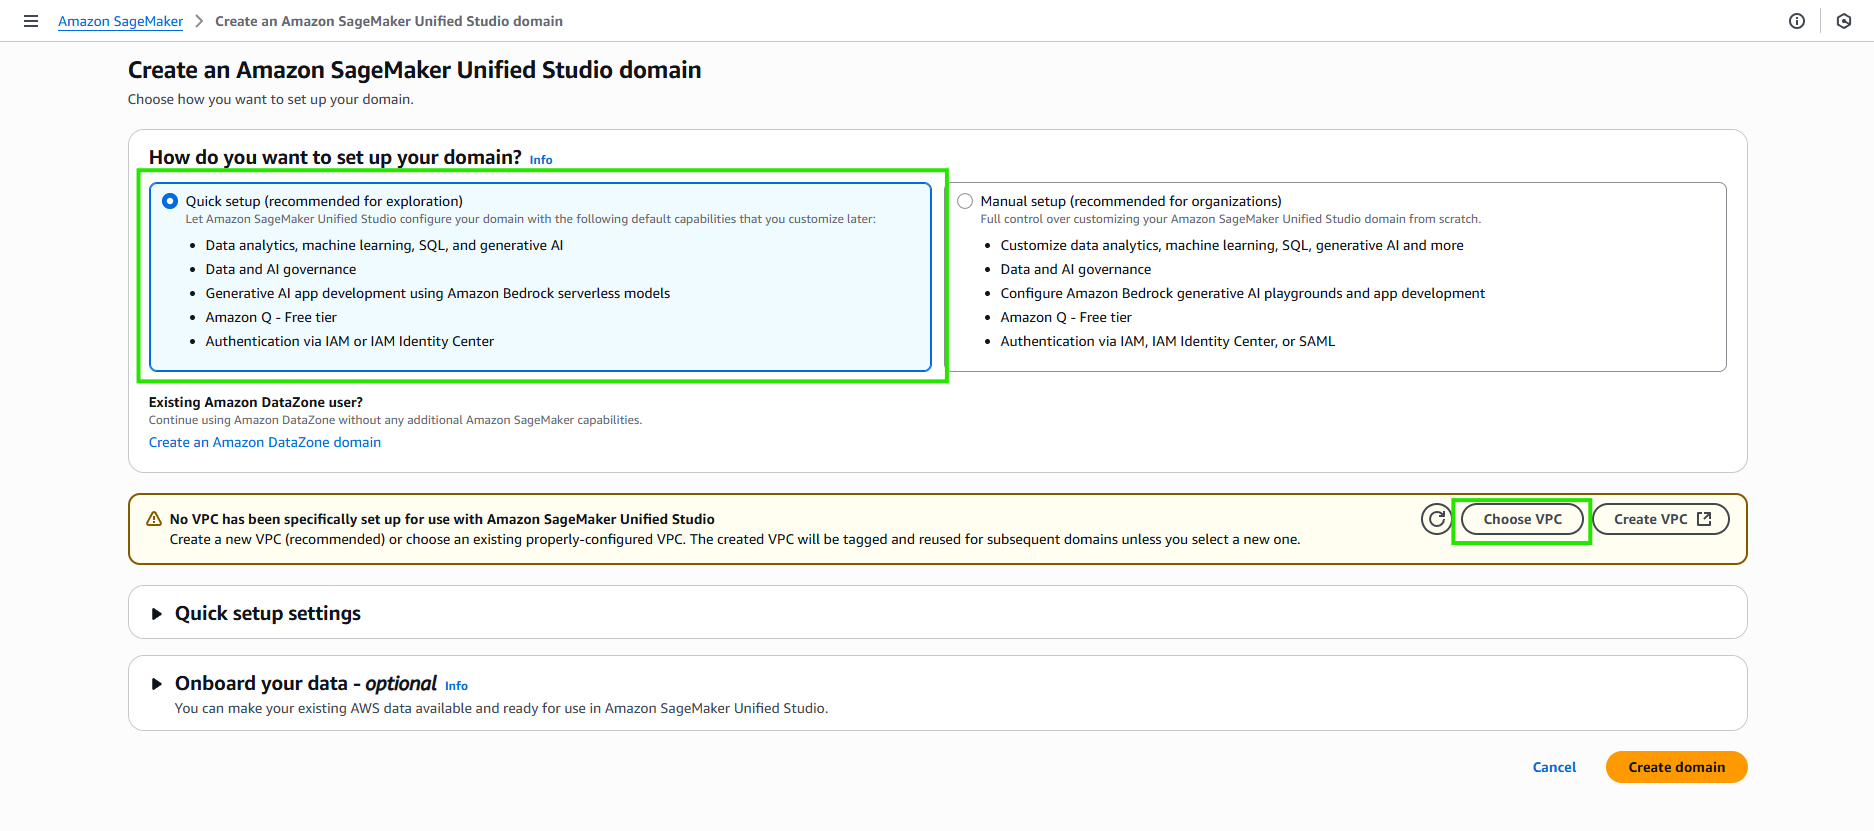 Amazon SageMaker > Create an Amazon SageMaker Unified Studio domain
Create an Amazon SageMaker Unified Studio domain
Choose how you want to set up your domain.
How do you want to set up your domain? Info
Quick setup (recommended for exploration)
Let Amazon SageMaker Unified Studio configure your domain with the following default capabilities that you customize later:
• Data analytics, machine learning, SQL, and generative AI
• Data and AI governance
• Generative AI app development using Amazon Bedrock serverless models
• Amazon Q - Free tier
• Authentication via IAM or IAM Identity Center
Manual setup (recommended for organizations)
Full control over customizing your Amazon SageMaker Unified Studio domain from scratch.
• Customize data analytics, machine learning, SQL, generative AI and more
• Data and AI governance
• Configure Amazon Bedrock generative AI playgrounds and app development
• Amazon Q - Free tier
• Authentication via IAM, IAM Identity Center, or SAML
Existing Amazon DataZone user?
Continue using Amazon DataZone without any additional Amazon SageMaker capabilities.
Create an Amazon DataZone domain
No VPC has been specifically set up for use with Amazon SageMaker Unified Studio
Create a new VPC (recommended) or choose an existing properly-configured VPC. The created VPC will be tagged and reused for subsequent domains unless you select a new one.
Choose VPC
Create VPC
Quick setup settings
Onboard your data - optional Info
You can make your existing AWS data available and ready for use in Amazon SageMaker Unified Studio.
Cancel
Create domain